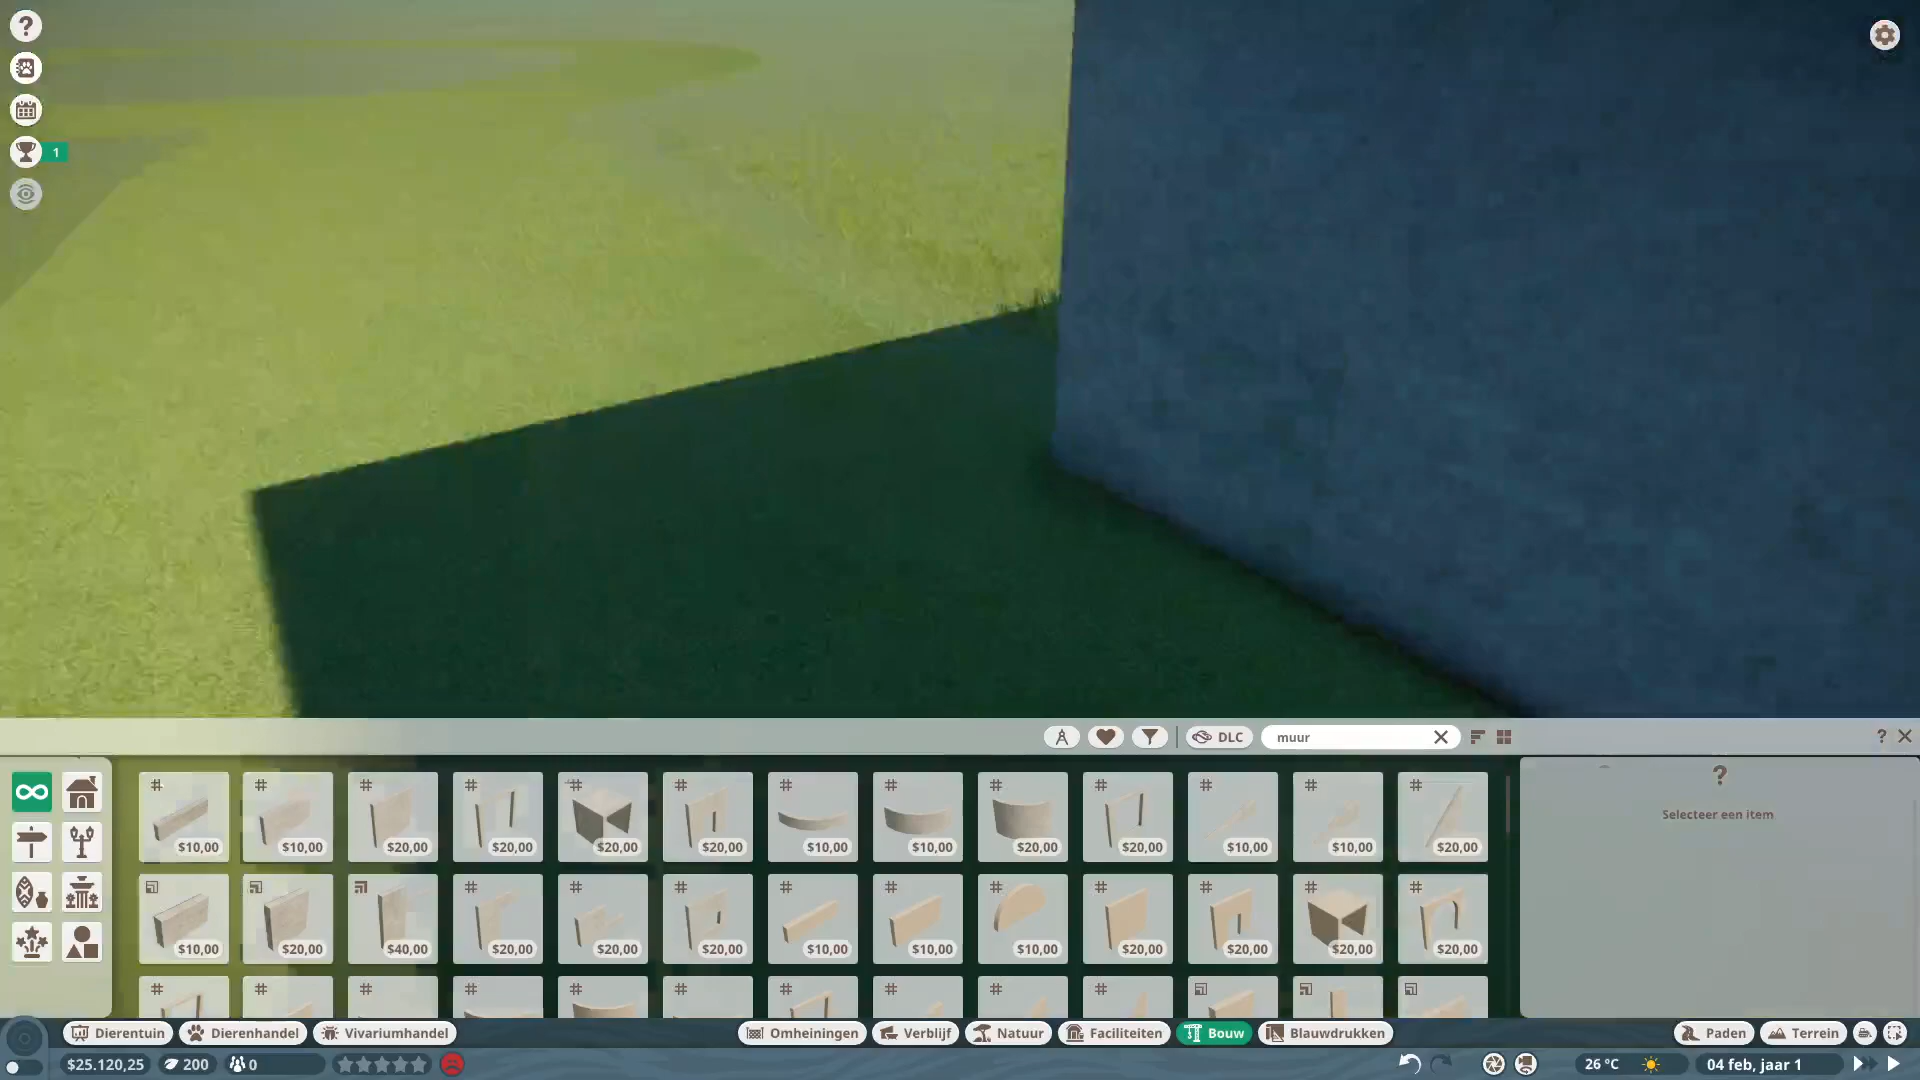 ?
1
DLC
muur
?
$10,00 $10,00 $20,00 $20,00 $20,00 $20,00 $10,00 $10,00 $20,00 $20,00 $10,00 $10,00 $20,00
?
Selecteer een item
$10,00 $20,00 $40,00 $20,00 $20,00 $20,00 $10,00 $10,00 $10,00 $20,00 $20,00 $20,00 $20,00
Dierentuin Dierenhandel Vivariumhandel Omheiningen Verblijf Natuur Faciliteiten Bouw Blauwdrukken Paden Terrein
$25.120,25 200 0 26 °C 04 feb, jaar 1